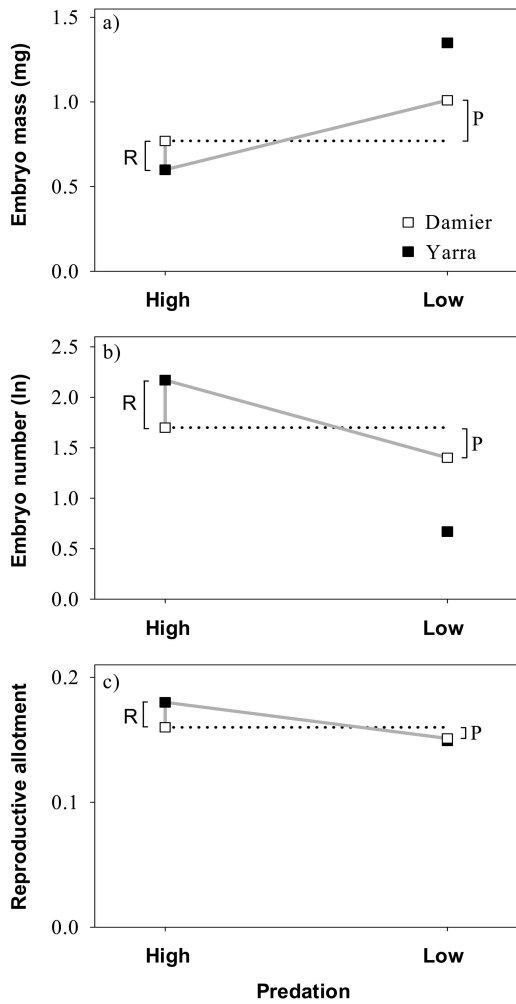 a)
Embryo mass (mg)
1.5
1.0
0.5
0.0
R
P
Damier
Yarra
High
Low
b)
Embryo number (ln)
2.5
2.0
1.5
1.0
0.5
0.0
R
P
High
Low
c)
Reproductive allotment
0.2
0.1
0.0
R
P
High
Low
Predation